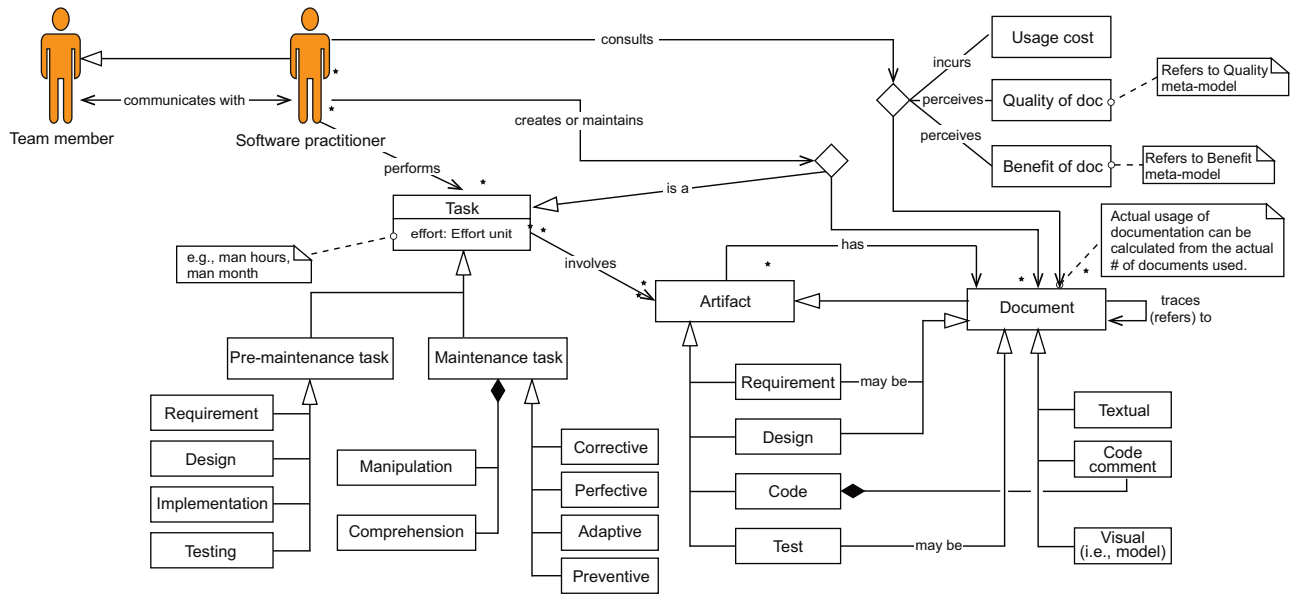 consults
Usage cost
incurs
Refers to Quality
meta-model
perceives
Quality of doc
*
communicates with
*
creates or maintains
perceives
Team member
Software practitioner
Benefit of doc
Refers to Benefit
meta-model
performs
*
is a
Task
effort: Effort unit
*
*
Actual usage of
documentation can be
calculated from the actual
# of documents used.
e.g., man hours,
man month
has
involves
*
*
*
*
*
Artifact
Document
traces
(refers) to
Pre-maintenance task
Maintenance task
Requirement
may be
Requirement
Textual
Design
Design
Corrective
Code
comment
Manipulation
Implementation
Perfective
Code
Comprehension
Adaptive
Testing
Test
may be
Visual
(i.e., model)
Preventive